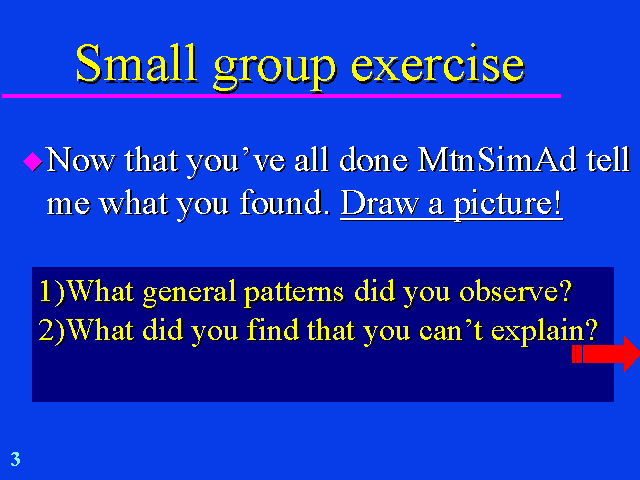 Small group exercise
Now that you’ve all done MtnSimAd tell
me what you found. Draw a picture!
1)What general patterns did you observe?
2)What did you find that you can’t explain?
3